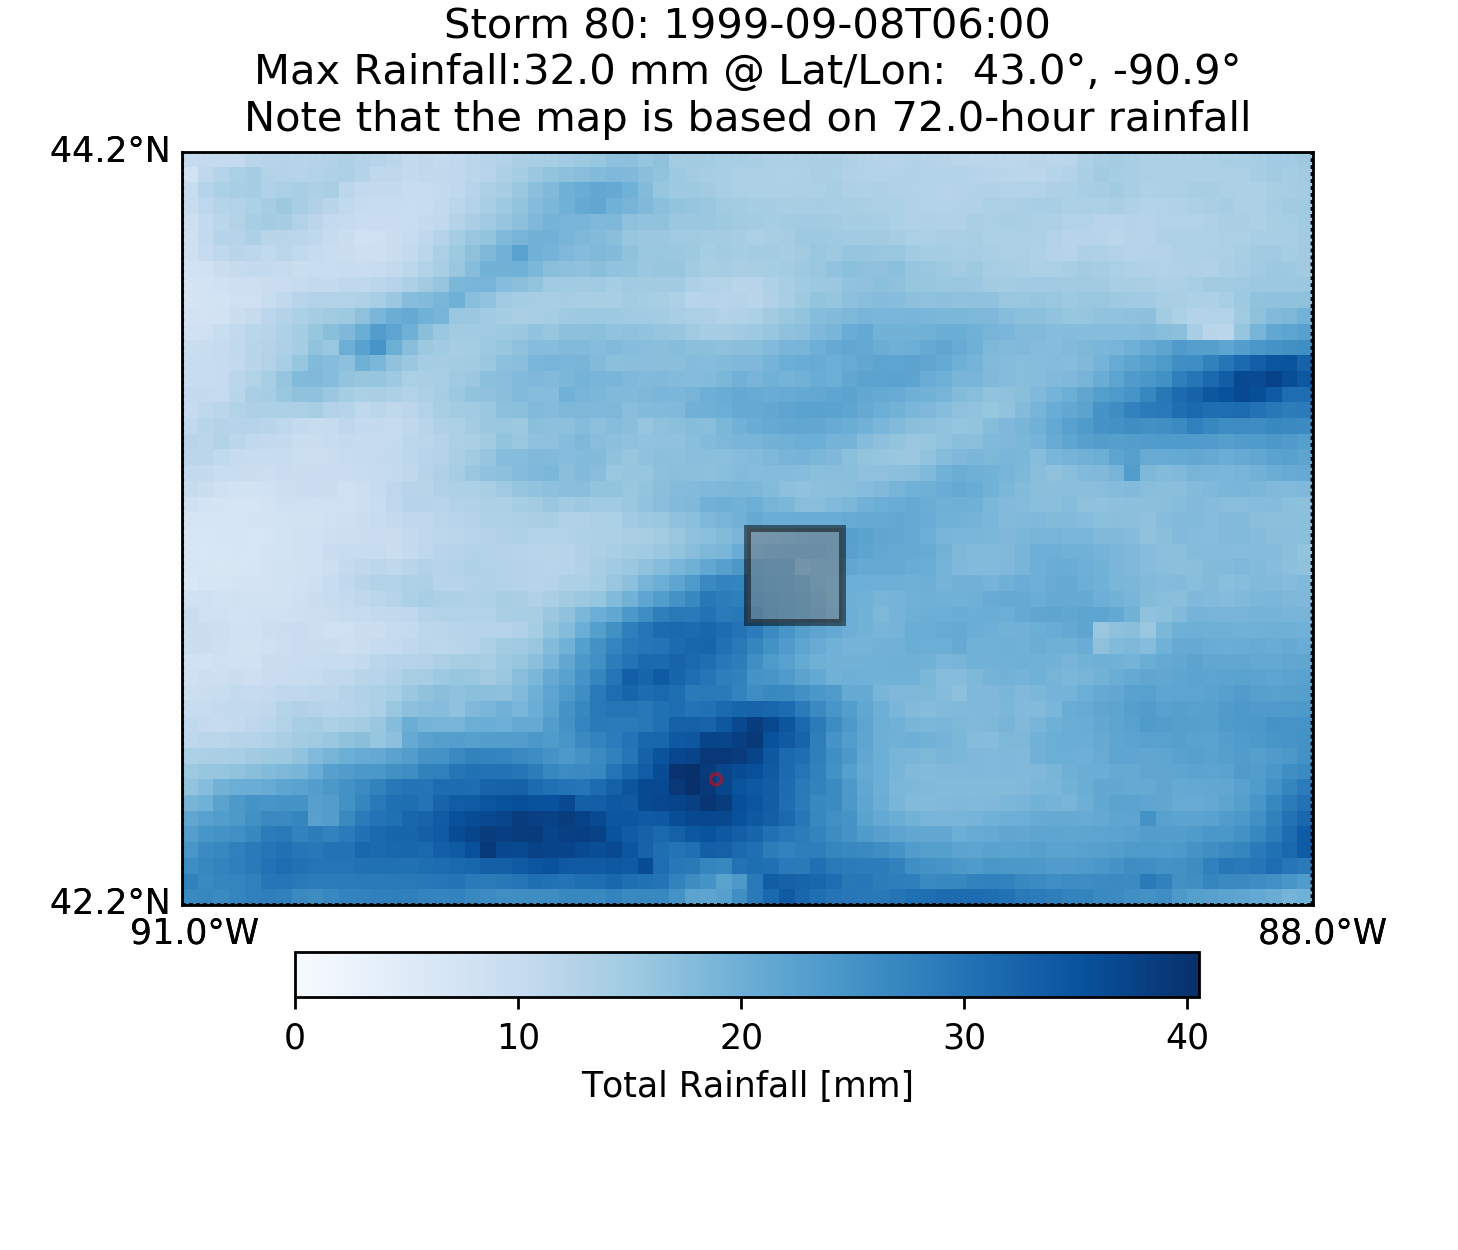 Storm 80: 1999-09-08T06:00
Max Rainfall:32.0 mm @ Lat/Lon:  43.0°, -90.9°
Note that the map is based on 72.0-hour rainfall
44.2°N
42.2°N
91.0°W 88.0°W
0 10 20 30 40
Total Rainfall [mm]